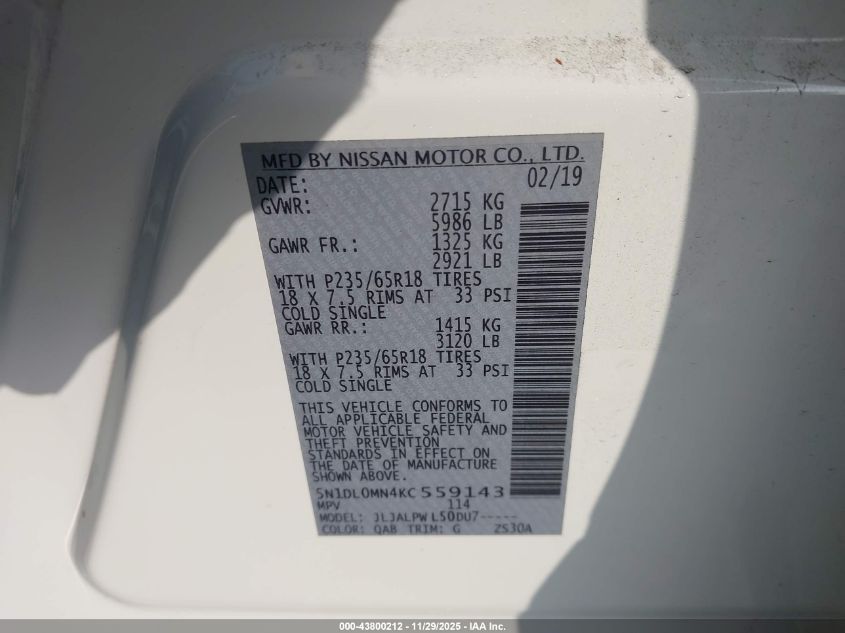 MFD BY NISSAN MOTOR CO., LTD.
DATE: 02/19
GVWR: 2715 KG
5986 LB
GAWR FR.: 1325 KG
2921 LB
WITH P235/65R18 TIRES
18 X 7.5 RIMS AT 33 PSI
COLD SINGLE
GAWR RR.: 1415 KG
3120 LB
WITH P235/65R18 TIRES
18 X 7.5 RIMS AT 33 PSI
COLD SINGLE
THIS VEHICLE CONFORMS TO
ALL APPLICABLE FEDERAL
MOTOR VEHICLE SAFETY AND
THEFT PREVENTION
STANDARDS IN EFFECT ON
THE DATE OF MANUFACTURE
SHOWN ABOVE.
5N1DL0MN4KC559143
MPV 114
MODEL: JLJALPW L50DU7-----
COLOR: QAB TRIM: G ZS30A
000-43800212 - 11/29/2025 - IAA Inc.